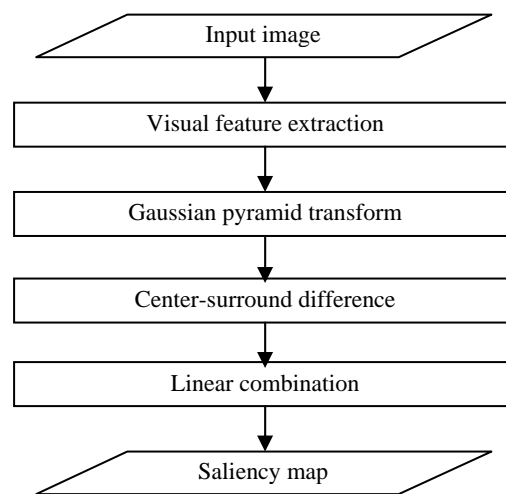 Input image
Visual feature extraction
Gaussian pyramid transform
Center-surround difference
Linear combination
Saliency map